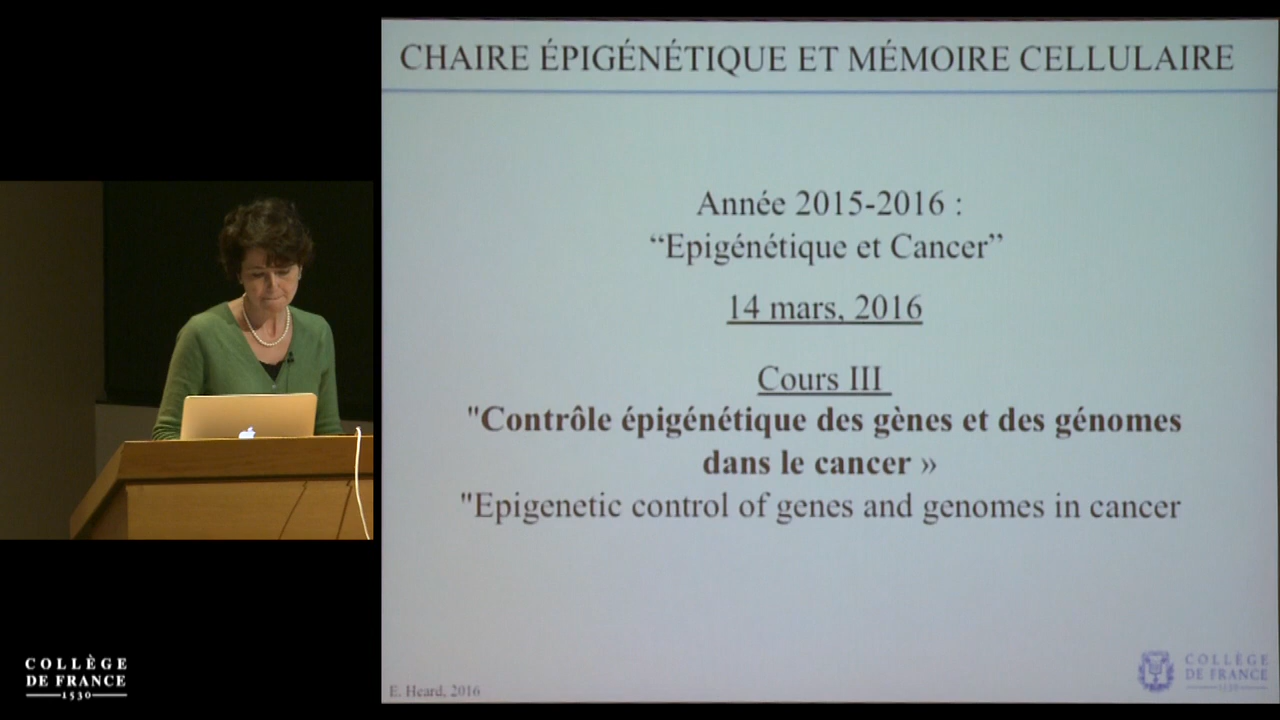 CHAIRE ÉPIGÉNÉTIQUE ET MÉMOIRE CELLULAIRE
Année 2015-2016 :
“Epigénétique et Cancer”
14 mars, 2016
Cours III
"Contrôle épigénétique des gènes et des génomes
dans le cancer »
"Epigenetic control of genes and genomes in cancer
E. Heard, 2016
COLLÈGE
DE FRANCE
1530
COLLÈGE
DE FRANCE
1530